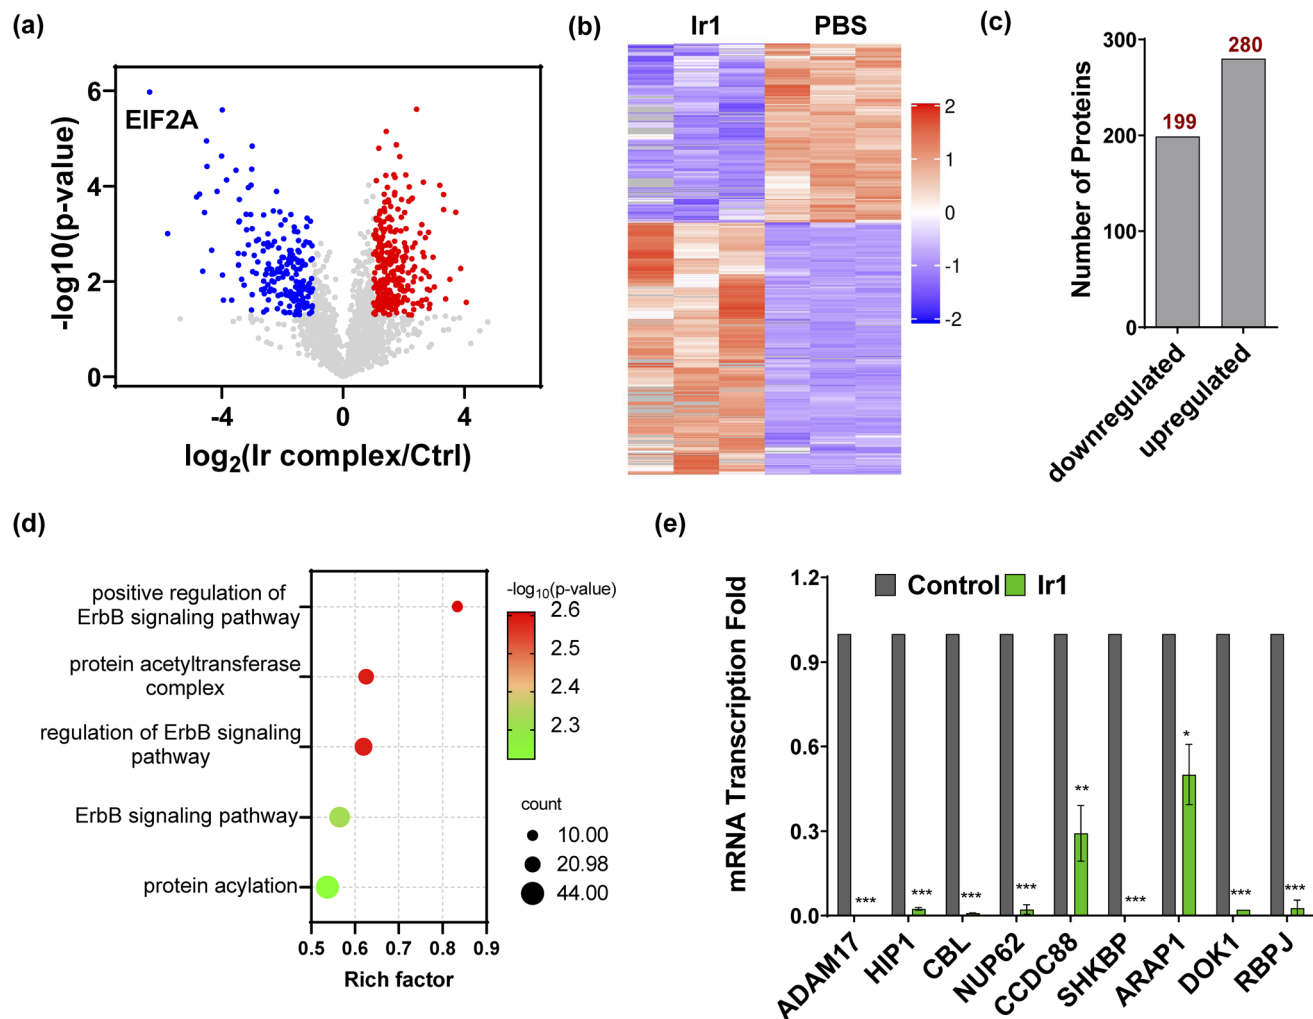 (a)
6
4
2
0
-4
0
4
-log10(p-value)
log2(Ir complex/Ctrl)
EIF2A
(b)
Ir1
PBS
2
1
0
-1
-2
(c)
300
200
100
0
Number of Proteins
199
280
downregulated
upregulated
(d)
positive regulation of
ErbB signaling pathway
protein acetyltransferase
complex
regulation of ErbB signaling
pathway
ErbB signaling pathway
protein acylation
0.5
0.6
0.7
0.8
0.9
Rich factor
-log10(p-value)
2.6
2.5
2.4
2.3
count
10.00
20.98
44.00
(e)
mRNA Transcription Fold
1.2
0.9
0.6
0.3
0.0
Control
Ir1
***
***
***
***
**
***
*
***
***
ADAM17
HIP1
CBL
NUP62
CCDC88
SHKBP
ARAP1
DOK1
RBPJ